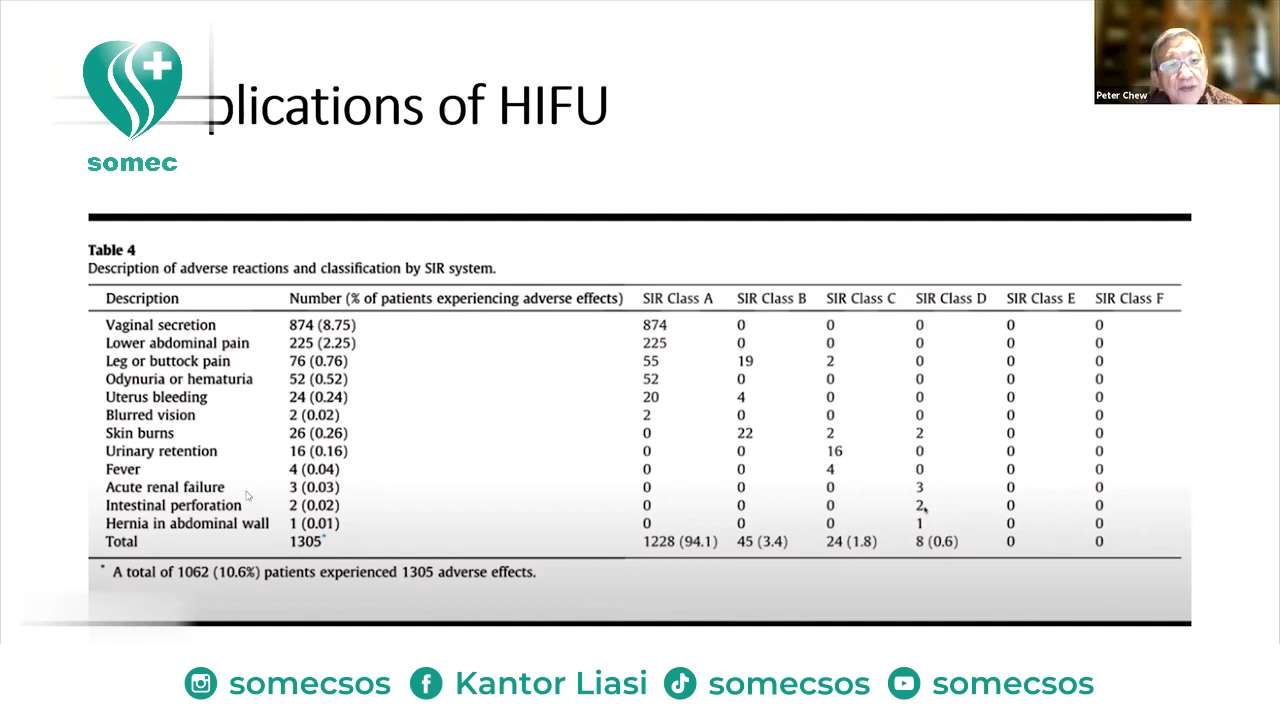 somec
plications of HIFU
Peter Chew
Table 4
Description of adverse reactions and classification by SIR system.
Description Number (% of patients experiencing adverse effects) SIR Class A SIR Class B SIR Class C SIR Class D SIR Class E SIR Class F
Vaginal secretion 874 (8.75) 874 0 0 0 0 0
Lower abdominal pain 225 (2.25) 225 0 0 0 0 0
Leg or buttock pain 76 (0.76) 55 19 2 0 0 0
Odynuria or hematuria 52 (0.52) 52 0 0 0 0 0
Uterus bleeding 24 (0.24) 20 4 0 0 0 0
Blurred vision 2 (0.02) 2 0 0 0 0 0
Skin burns 26 (0.26) 0 22 2 2 0 0
Urinary retention 16 (0.16) 0 0 16 0 0 0
Fever 4 (0.04) 0 0 4 0 0 0
Acute renal failure 3 (0.03) 0 0 0 3 0 0
Intestinal perforation 2 (0.02) 0 0 0 2 0 0
Hernia in abdominal wall 1 (0.01) 0 0 0 1 0 0
Total 1305* 1228 (94.1) 45 (3.4) 24 (1.8) 8 (0.6) 0 0
* A total of 1062 (10.6%) patients experienced 1305 adverse effects.
somecsos Kantor Liasi somecsos somecsos